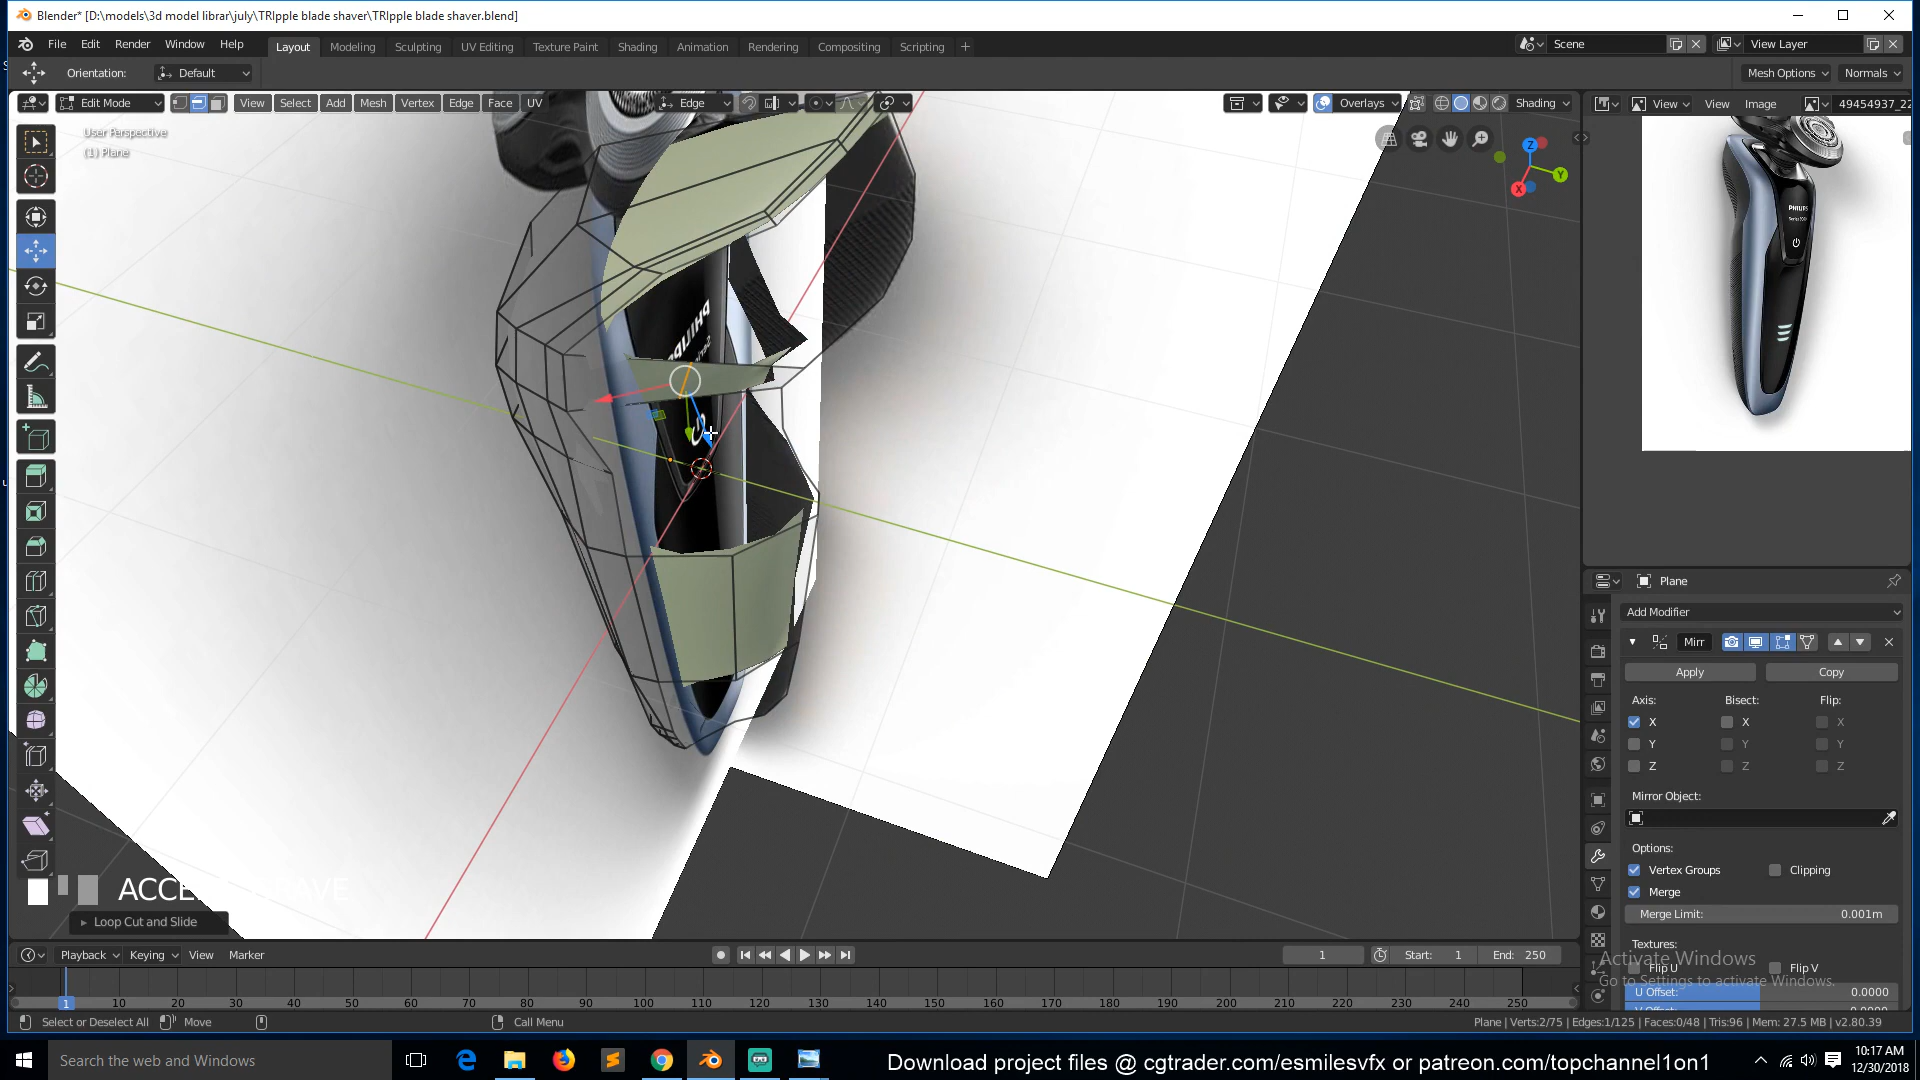 Blender* [D:\models\3d model librar\july\TRIpple blade shaver\TRIpple blade shaver.blend]
File Edit Render Window Help Layout Modeling Sculpting UV Editing Texture Paint Shading Animation Rendering Compositing Scripting + Scene View Layer
Orientation: Default Mesh Options Normals
Edit Mode View Select Add Mesh Vertex Edge Face UV Edge Overlays Shading View View Image 49454937_22
User Perspective
(1) Plane
Z
Y
X
PHILIPS
PHILIPS
Plane
Add Modifier
Mirr
Apply Copy
Axis: Bisect: Flip:
X X X
Y Y Y
Z Z Z
Mirror Object:
Options:
Vertex Groups Clipping
Merge
Merge Limit: 0.001m
Textures:
Flip U Flip V
U Offset: 0.0000
Activate Windows
Go to Settings to activate Windows.
Loop Cut and Slide
Playback Keying View Marker 1 Start: 1 End: 250
1 10 20 30 40 50 60 70 80 90 100 110 120 130 140 150 160 170 180 190 200 210 220 230 240 250
Select or Deselect All Move Call Menu Plane | Verts:2/75 | Edges:1/125 | Faces:0/48 | Tris:96 | Mem: 27.5 MB | v2.80.39
Search the web and Windows
Download project files @ cgtrader.com/esmilesvfx or patreon.com/topchannel1on1
10:17 AM
12/30/2018